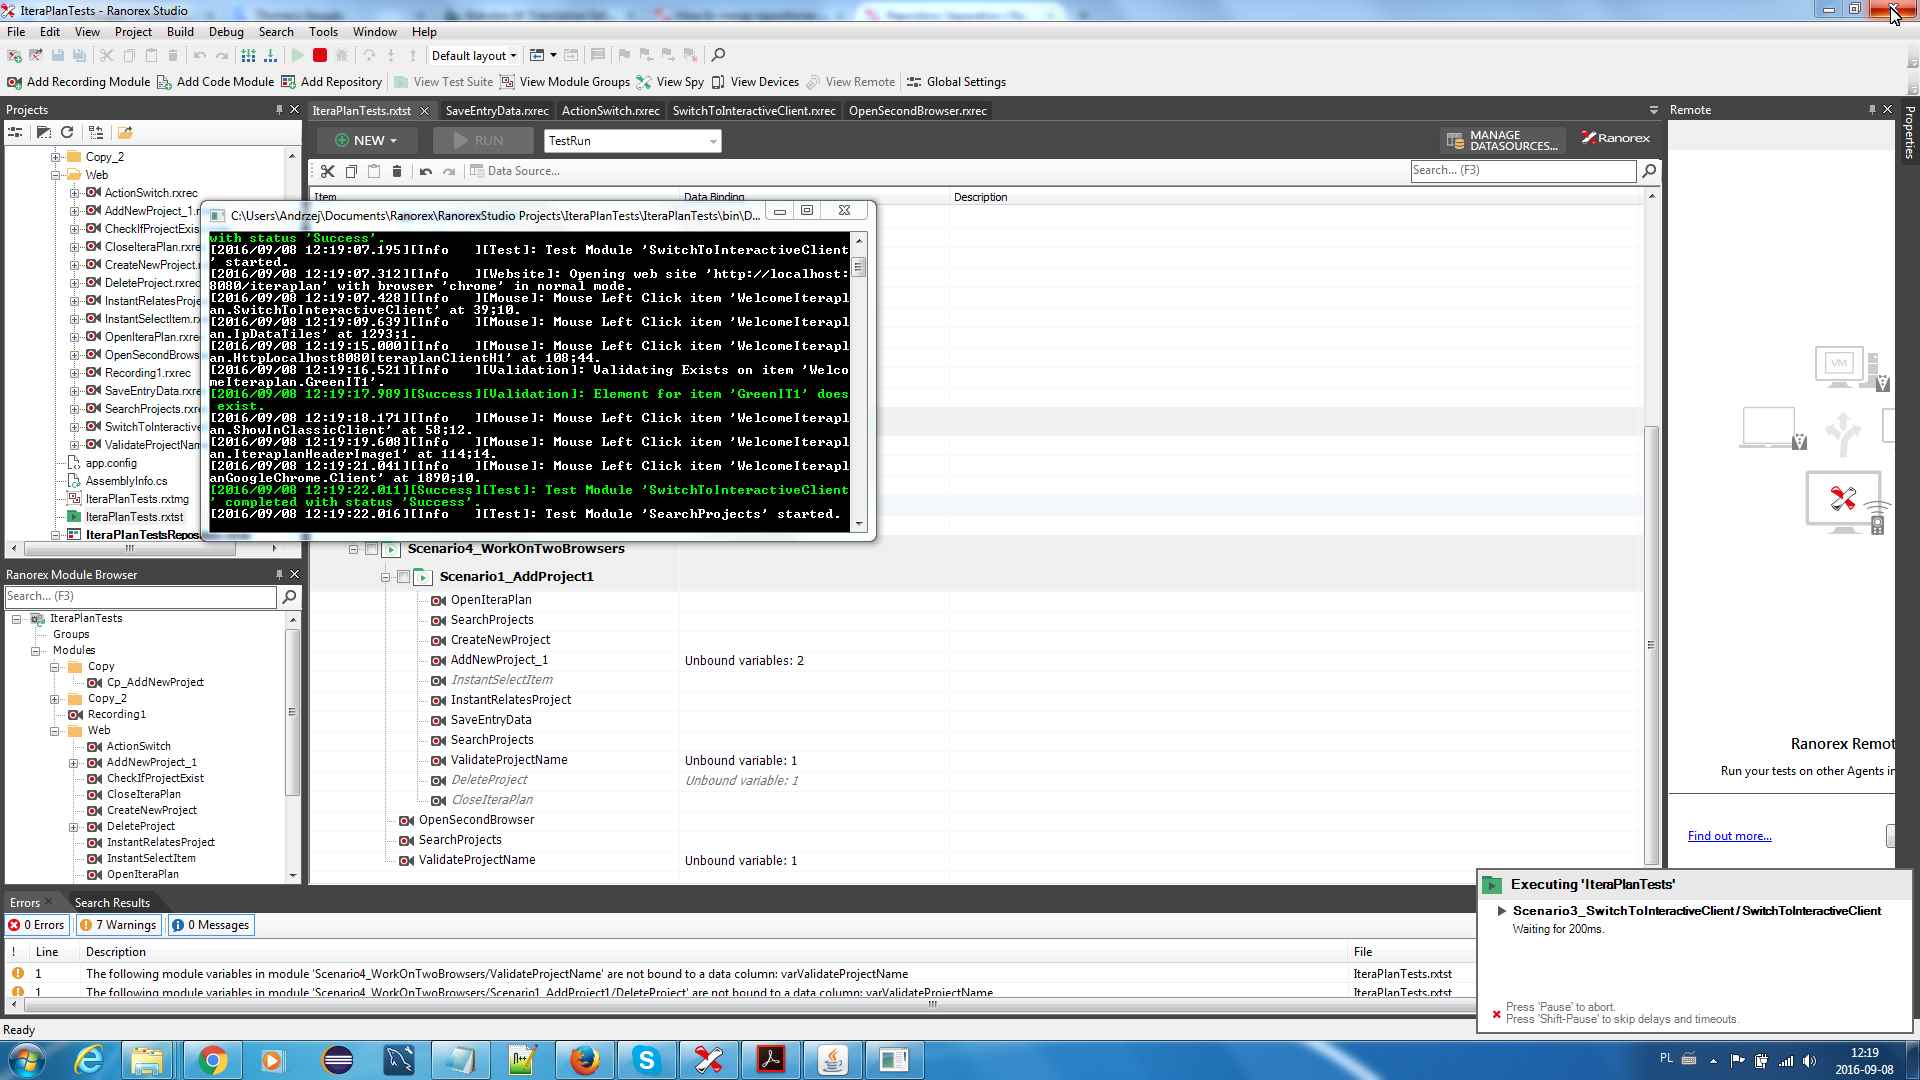 IteraPlanTests - Ranorex Studio
File Edit View Project Build Debug Search Tools Window Help
Default layout
Add Recording Module Add Code Module Add Repository View Test Suite View Module Groups View Spy View Devices View Remote Global Settings
Projects
IteraPlanTests.rxtst SaveEntryData.rxrec ActionSwitch.rxrec SwitchToInteractiveClient.rxrec OpenSecondBrowser.rxrec
Remote
Properties
NEW RUN TestRun MANAGE DATASOURCES... Ranorex
Data Source... Search... (F3)
Item Data Binding Description
Copy_2
Web
ActionSwitch.rxrec
AddNewProject_1.r
CheckIfProjectExis
CloseIteraPlan.rxre
CreateNewProject.r
DeleteProject.rxrec
InstantRelatesProje
InstantSelectItem.rx
OpenIteraPlan.rxre
OpenSecondBrows
Recording1.rxrec
SaveEntryData.rxre
SearchProjects.rxre
SwitchToInteractive
ValidateProjectNam
app.config
AssemblyInfo.cs
IteraPlanTests.rxtmg
IteraPlanTests.rxtst
IteraPlanTestsRepos
C:\Users\Andrzej\Documents\Ranorex\RanorexStudio Projects\IteraPlanTests\IteraPlanTests\bin\D...
with status 'Success'.
[2016/09/08 12:19:07.195][Info   ][Test]: Test Module 'SwitchToInteractiveClient
' started.
[2016/09/08 12:19:07.312][Info   ][Website]: Opening web site 'http://localhost:
8080/iteraplan' with browser 'chrome' in normal mode.
[2016/09/08 12:19:07.428][Info   ][Mouse]: Mouse Left Click item 'WelcomeIterapl
an.SwitchToInteractiveClient' at 39;10.
[2016/09/08 12:19:09.639][Info   ][Mouse]: Mouse Left Click item 'WelcomeIterapl
an.IpDataTiles' at 1293;1.
[2016/09/08 12:19:15.000][Info   ][Mouse]: Mouse Left Click item 'WelcomeIterapl
an.HttpLocalhost8080IteraplanClientH1' at 108;44.
[2016/09/08 12:19:16.521][Info   ][Validation]: Validating Exists on item 'Welco
meIteraplan.GreenIT1'.
[2016/09/08 12:19:17.989][Success][Validation]: Element for item 'GreenIT1' does
exist.
[2016/09/08 12:19:18.171][Info   ][Mouse]: Mouse Left Click item 'WelcomeIterapl
an.ShowInClassicClient' at 58;12.
[2016/09/08 12:19:19.608][Info   ][Mouse]: Mouse Left Click item 'WelcomeIterapl
an.IteraplanHeaderImage1' at 114;14.
[2016/09/08 12:19:21.041][Info   ][Mouse]: Mouse Left Click item 'WelcomeIterapl
anGoogleChrome.Client' at 1890;10.
[2016/09/08 12:19:22.011][Success][Test]: Test Module 'SwitchToInteractiveClient
' completed with status 'Success'.
[2016/09/08 12:19:22.016][Info   ][Test]: Test Module 'SearchProjects' started.
Scenario4_WorkOnTwoBrowsers
Scenario1_AddProject1
OpenIteraPlan
SearchProjects
CreateNewProject
AddNewProject_1 Unbound variables: 2
InstantSelectItem
InstantRelatesProject
SaveEntryData
SearchProjects
ValidateProjectName Unbound variable: 1
DeleteProject Unbound variable: 1
CloseIteraPlan
OpenSecondBrowser
SearchProjects
ValidateProjectName Unbound variable: 1
VM
Ranorex Remot
Run your tests on other Agents in
Find out more...
Ranorex Module Browser
Search... (F3)
IteraPlanTests
Groups
Modules
Copy
Cp_AddNewProject
Copy_2
Recording1
Web
ActionSwitch
AddNewProject_1
CheckIfProjectExist
CloseIteraPlan
CreateNewProject
DeleteProject
InstantRelatesProject
InstantSelectItem
OpenIteraPlan
Errors Search Results
0 Errors 7 Warnings 0 Messages
! Line Description File
1 The following module variables in module 'Scenario4_WorkOnTwoBrowsers/ValidateProjectName' are not bound to a data column: varValidateProjectName IteraPlanTests.rxtst
1 The following module variables in module 'Scenario4_WorkOnTwoBrowsers/Scenario1_AddProject1/DeleteProject' are not bound to a data column: varValidateProjectName IteraPlanTests.rxtst
Executing 'IteraPlanTests'
Scenario3_SwitchToInteractiveClient / SwitchToInteractiveClient
Waiting for 200ms.
Press 'Pause' to abort.
Press 'Shift-Pause' to skip delays and timeouts.
Ready
PL
12:19
2016-09-08